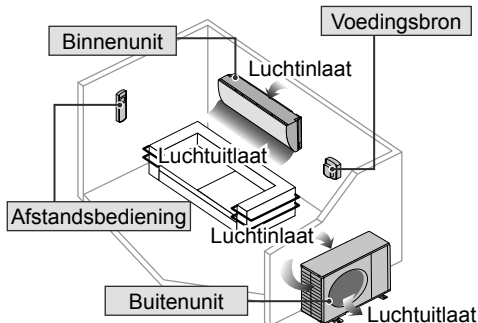 Voedingsbron
Binnenunit
Luchtinlaat
Luchtuitlaat
Afstandsbediening
Luchtinlaat
Buitenunit
Luchtuitlaat